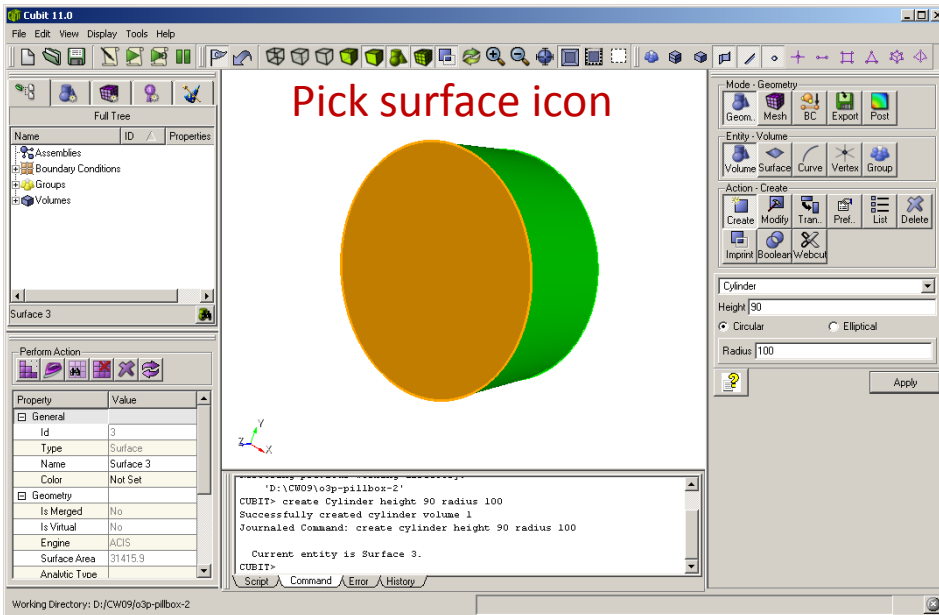 Cubit 11.0
File Edit View Display Tools Help
Full Tree
Name ID Properties
Assemblies
Boundary Conditions
Groups
Volumes
Surface 3
Perform Action
Property Value
General
Id 3
Type Surface
Name Surface 3
Color Not Set
Geometry
Is Merged No
Is Virtual No
Engine ACIS
Surface Area 31415.9
Analytic Type
Pick surface icon
Y
Z
X
'D:\CW09\o3p-pillbox-2'
CUBIT> create Cylinder height 90 radius 100
Successfully created cylinder volume 1
Journaled Command: create cylinder height 90 radius 100
Current entity is Surface 3.
CUBIT>
Script Command Error History
Mode - Geometry
Geom.. Mesh BC Export Post
Entity - Volume
Volume Surface Curve Vertex Group
Action - Create
Create Modify Tran.. Pref.. List Delete
Imprint Boolean Webcut
Cylinder
Height 90
Circular Elliptical
Radius 100
Apply
Working Directory: D:/CW09/o3p-pillbox-2